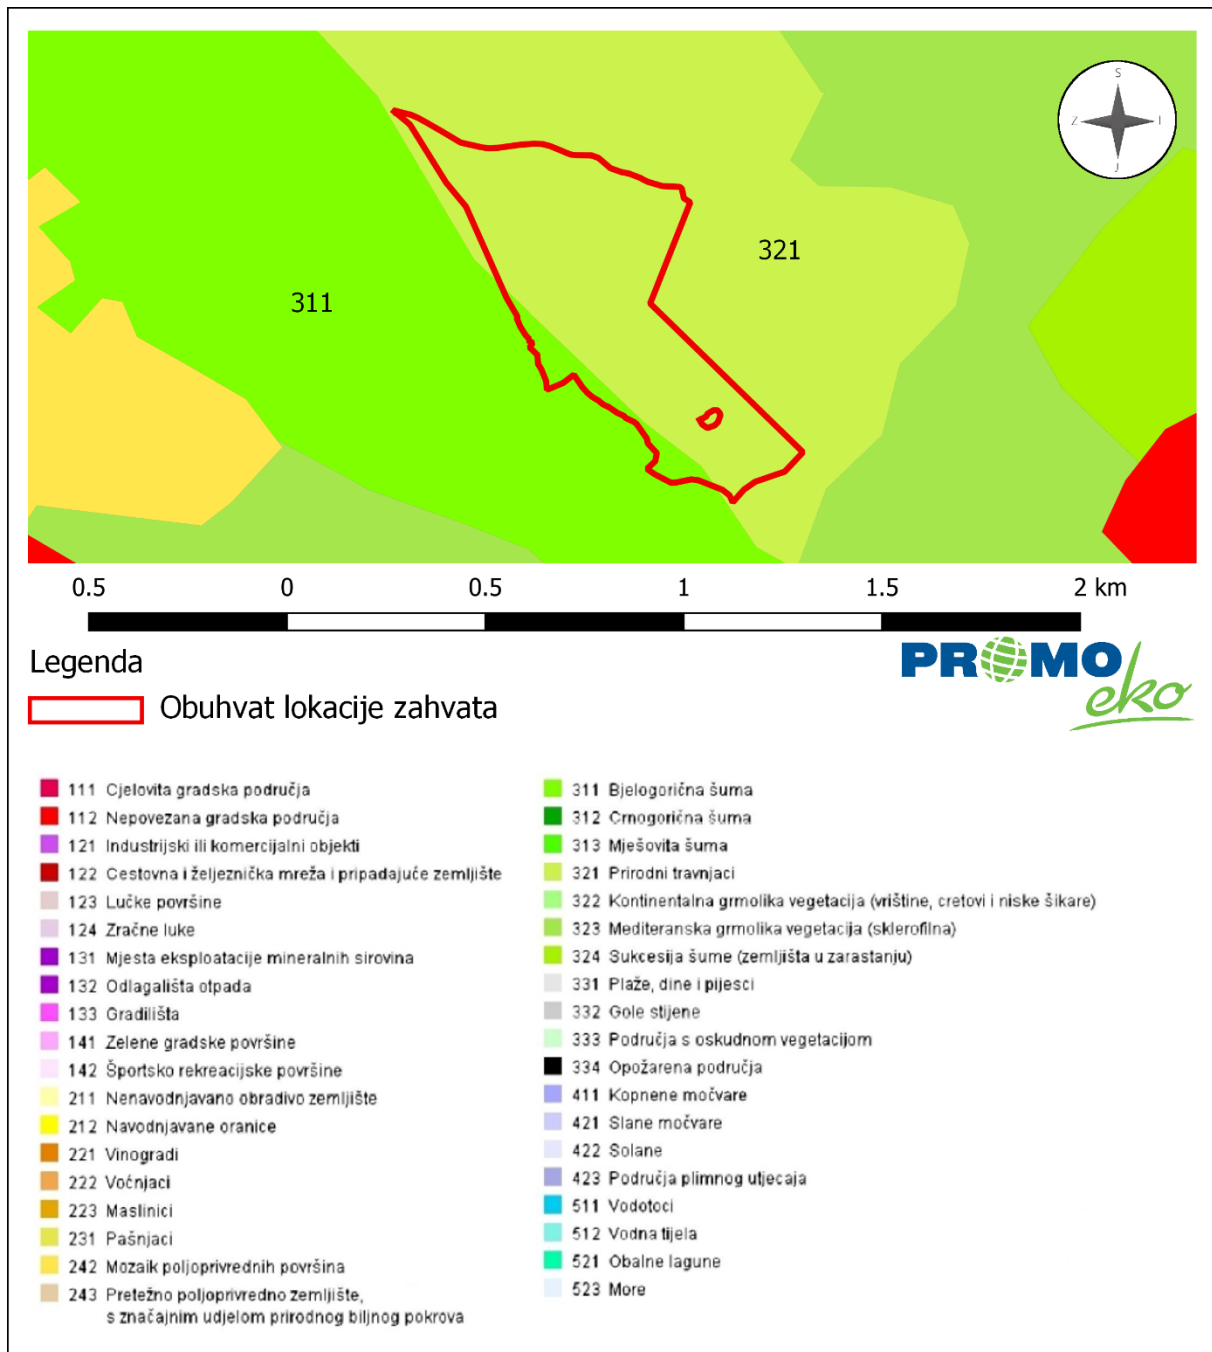 S
Z
I
J
321
311
0.5 0 0.5 1 1.5 2 km
Legenda
PROMO
eko
Obuhvat lokacije zahvata
111 Cjelovita gradska područja
112 Nepovezana gradska područja
121 Industrijski ili komercijalni objekti
122 Cestovna i željeznička mreža i pripadajuće zemljište
123 Lučke površine
124 Zračne luke
131 Mjesta eksploatacije mineralnih sirovina
132 Odlagališta otpada
133 Gradilišta
141 Zelene gradske površine
142 Športsko rekreacijske površine
211 Nenavodnjavano obradivo zemljište
212 Navodnjavane oranice
221 Vinogradi
222 Voćnjaci
223 Maslinici
231 Pašnjaci
242 Mozaik poljoprivrednih površina
243 Pretežno poljoprivredno zemljište,
s značajnim udjelom prirodnog biljnog pokrova
311 Bjelogorična šuma
312 Crnogorična šuma
313 Mješovita šuma
321 Prirodni travnjaci
322 Kontinentalna grmolika vegetacija (vrištine, cretovi i niske šikare)
323 Mediteranska grmolika vegetacija (sklerofilna)
324 Sukcesija šume (zemljišta u zarastanju)
331 Plaže, dine i pijesci
332 Gole stijene
333 Područja s oskudnom vegetacijom
334 Opožarena područja
411 Kopnene močvare
421 Slane močvare
422 Solane
423 Područja plimnog utjecaja
511 Vodotoci
512 Vodna tijela
521 Obalne lagune
523 More